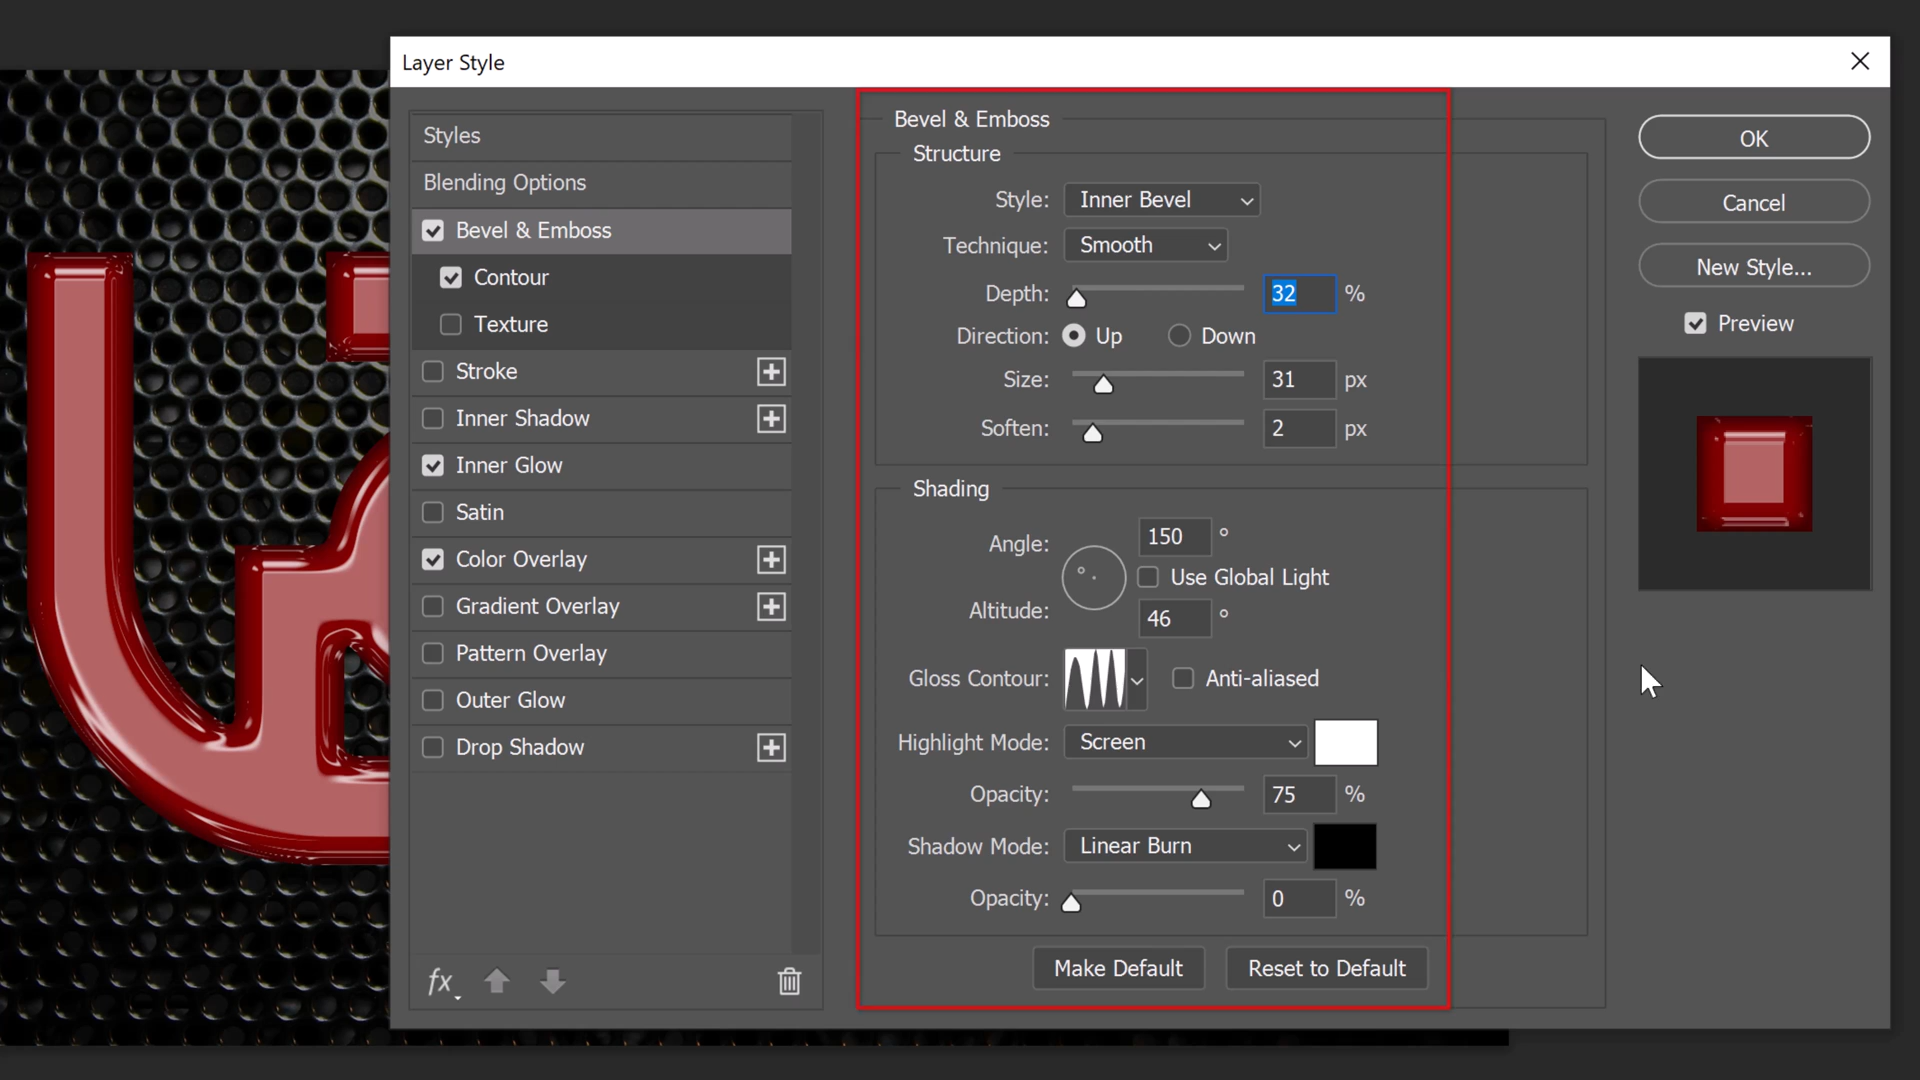 Layer Style
Styles
Blending Options
Bevel & Emboss
Contour
Texture
Stroke
Inner Shadow
Inner Glow
Satin
Color Overlay
Gradient Overlay
Pattern Overlay
Outer Glow
Drop Shadow
fx
Bevel & Emboss
Structure
Style: Inner Bevel
Technique: Smooth
Depth: 32 %
Direction: Up Down
Size: 31 px
Soften: 2 px
Shading
Angle: 150 °
Use Global Light
Altitude: 46 °
Gloss Contour: Anti-aliased
Highlight Mode: Screen
Opacity: 75 %
Shadow Mode: Linear Burn
Opacity: 0 %
Make Default Reset to Default
OK
Cancel
New Style...
Preview